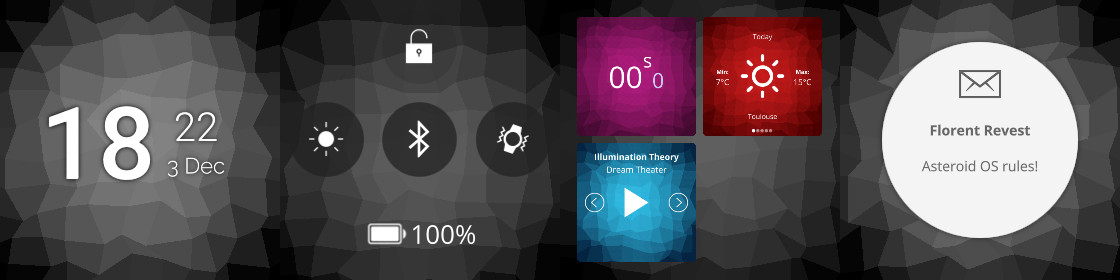 18
22
3 Dec
100%
00 S 0
Today
Min:
7°C
Max:
15°C
Toulouse
Illumination Theory
Dream Theater
Florent Revest
Asteroid OS rules!